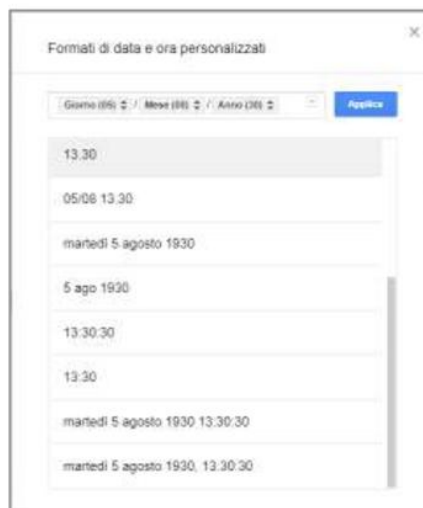 Formati di data e ora personalizzati
Giorno (05) / Mese (08) / Anno (30) Applica
13.30
05/08 13.30
martedì 5 agosto 1930
5 ago 1930
13:30:30
13:30
martedì 5 agosto 1930 13:30:30
martedì 5 agosto 1930, 13:30:30